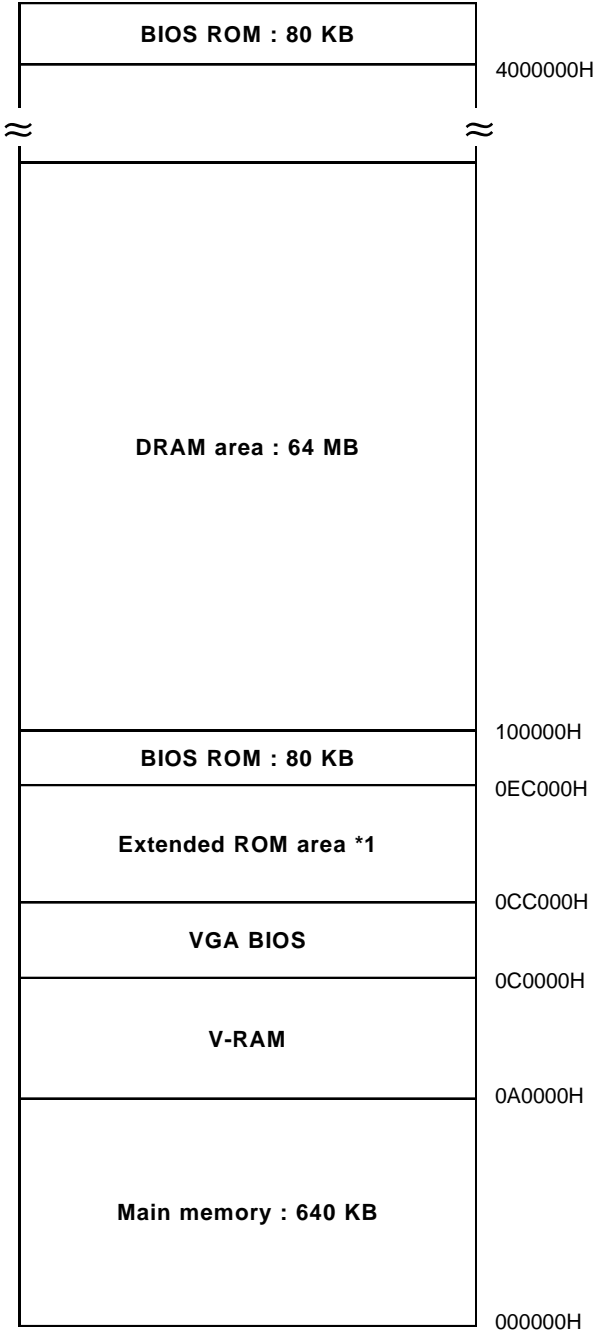 BIOS ROM : 80 KB
4000000H
DRAM area : 64 MB
100000H
BIOS ROM : 80 KB
0EC000H
Extended ROM area *1
0CC000H
VGA BIOS
0C0000H
V-RAM
0A0000H
Main memory : 640 KB
000000H